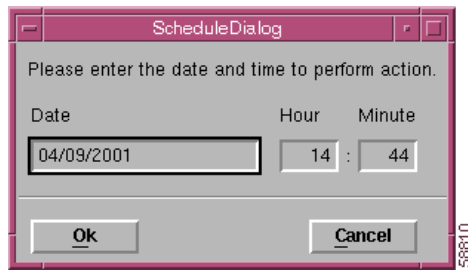 ScheduleDialog
Please enter the date and time to perform action.
Date Hour Minute
04/09/2001 14 : 44
Ok Cancel
58810